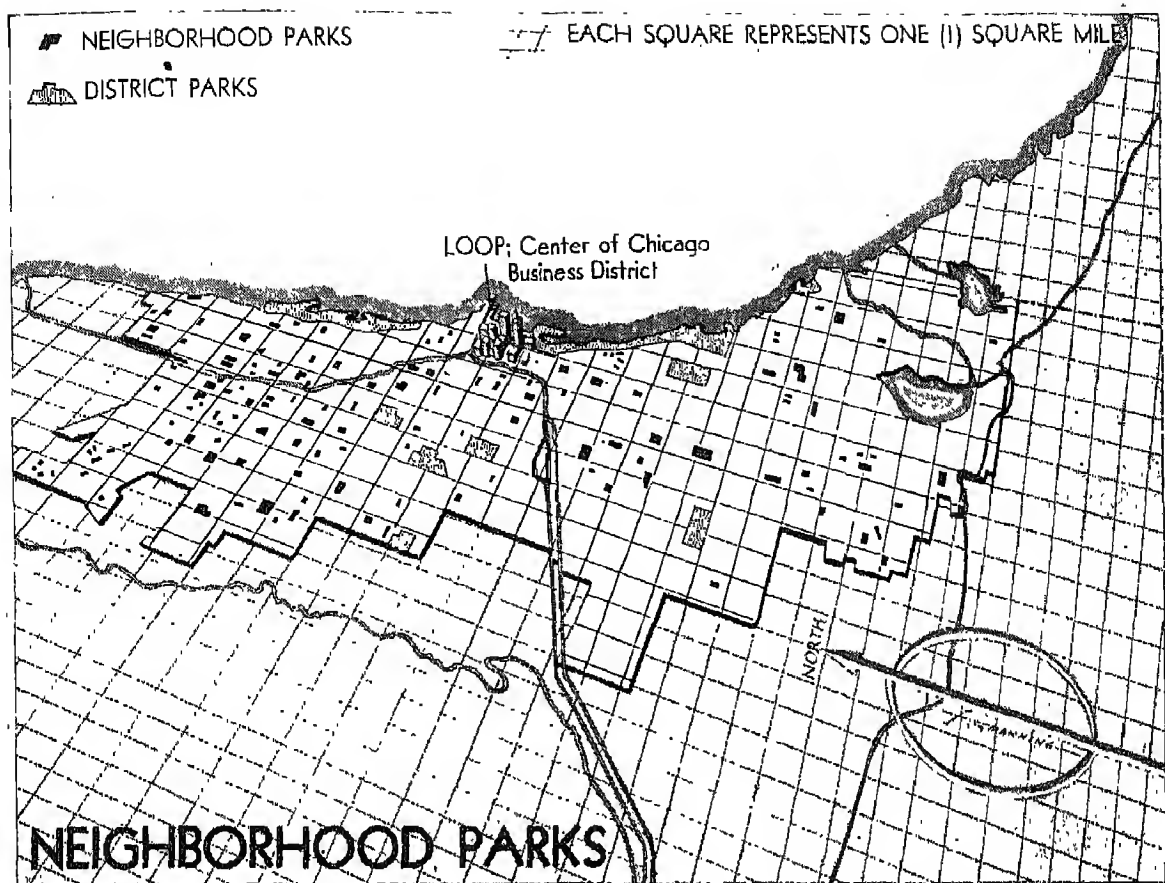 NEIGHBORHOOD PARKS
DISTRICT PARKS
EACH SQUARE REPRESENTS ONE (1) SQUARE MILE
LOOP: Center of Chicago
Business District
NORTH
MANNING
NEIGHBORHOOD PARKS